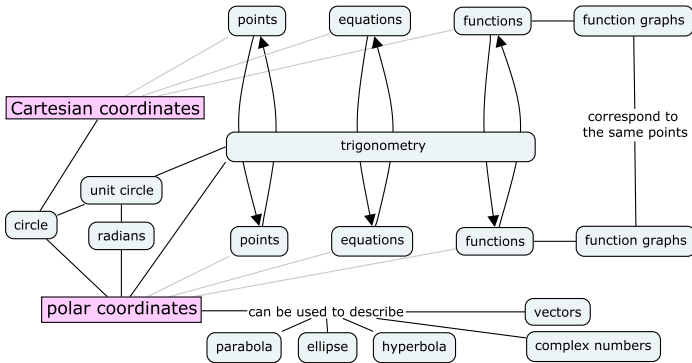 points
equations
functions
function graphs
Cartesian coordinates
correspond to
the same points
trigonometry
unit circle
circle
radians
points
equations
functions
function graphs
polar coordinates
can be used to describe
vectors
parabola
ellipse
hyperbola
complex numbers